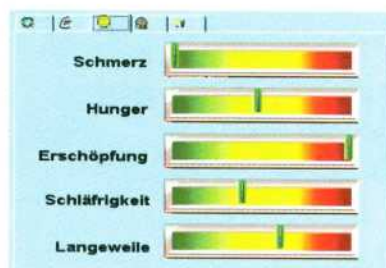 Schmerz
Hunger
Erschöpfung
Schläfrigkeit
Langeweile